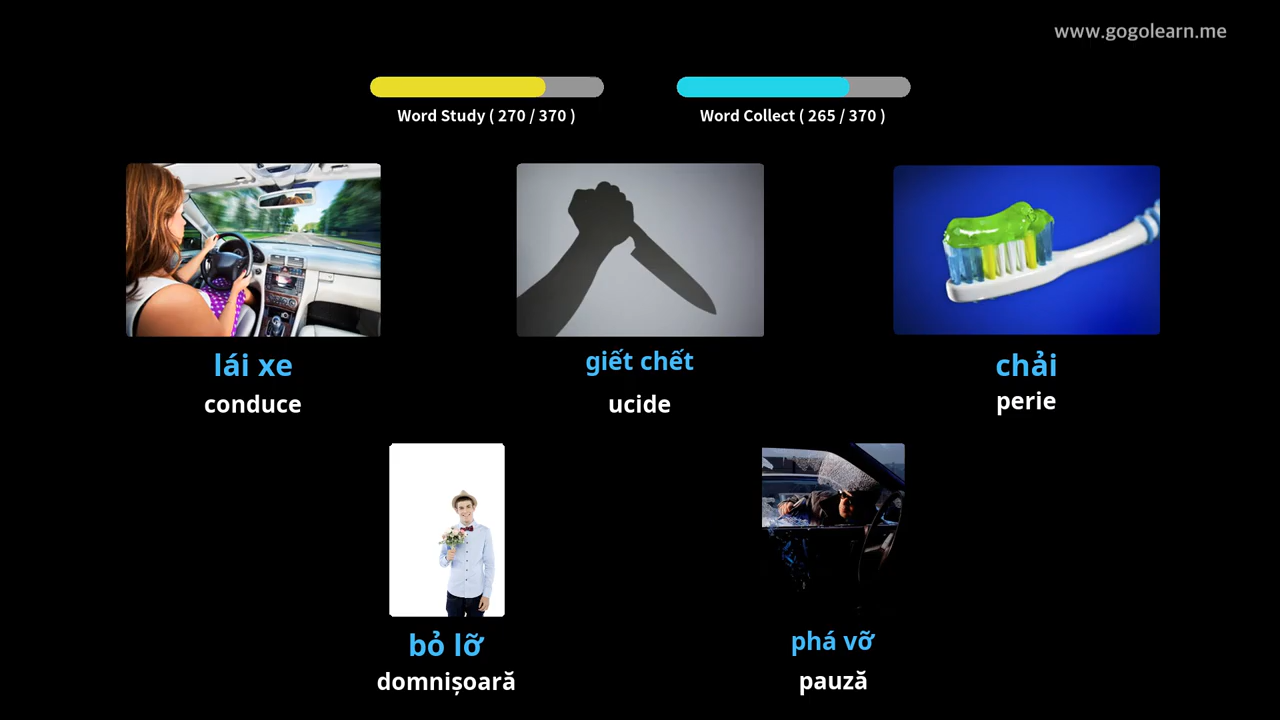 www.gogolearn.me
Word Study ( 270 / 370 )
Word Collect ( 265 / 370 )
lái xe
conduce
giết chết
ucide
chải
perie
bỏ lỡ
domnișoară
phá vỡ
pauză